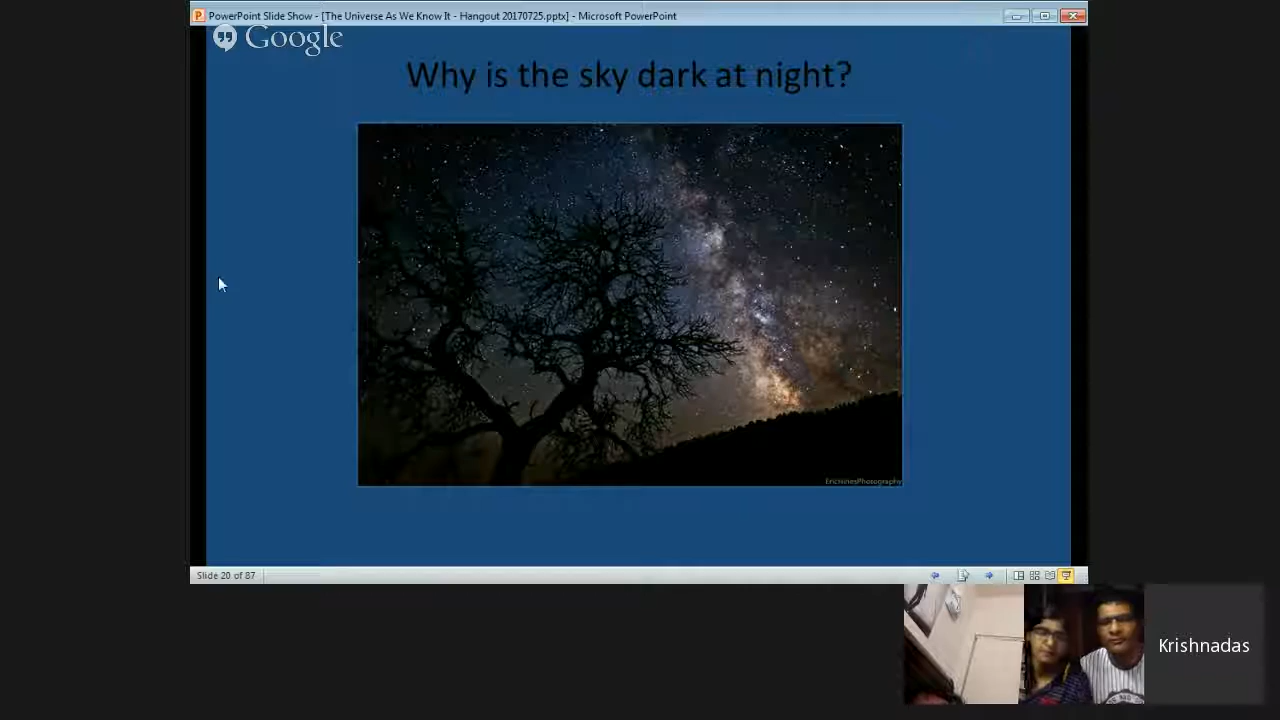 PowerPoint Slide Show - [The Universe As We Know It - Hangout 20170725.pptx] - Microsoft PowerPoint
Google
Why is the sky dark at night?
EricHinesPhotography
Slide 20 of 87
Krishnadas